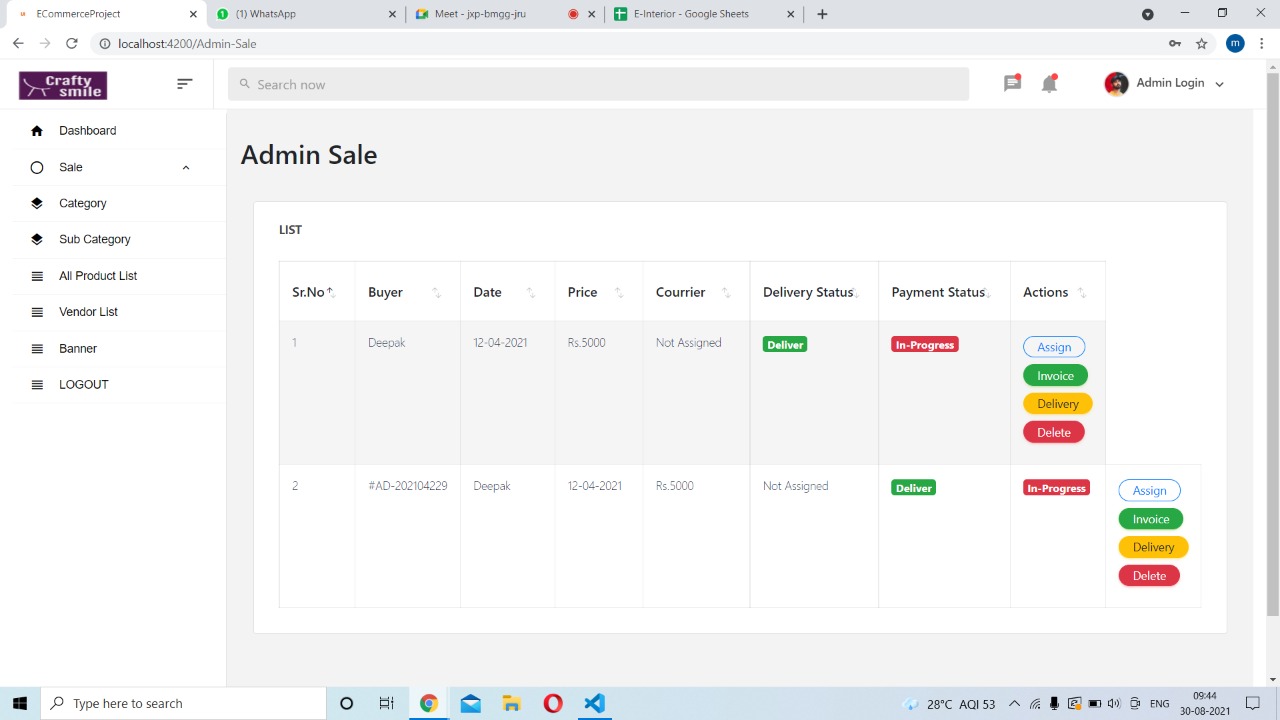 ECommerceProject
(1) WhatsApp
Meet - jxp-bmgg-jru
E-Interior - Google Sheets
localhost:4200/Admin-Sale
m
Crafty
smile
Search now
Admin Login
Dashboard
Sale
Category
Sub Category
All Product List
Vendor List
Banner
LOGOUT
Admin Sale
LIST
Sr.No Buyer Date Price Courrier Delivery Status Payment Status Actions
1 Deepak 12-04-2021 Rs.5000 Not Assigned Deliver In-Progress Assign
Invoice
Delivery
Delete
2 #AD-202104229 Deepak 12-04-2021 Rs.5000 Not Assigned Deliver In-Progress Assign
Invoice
Delivery
Delete
Type here to search
28°C AQI 53
ENG
09:44
30-08-2021